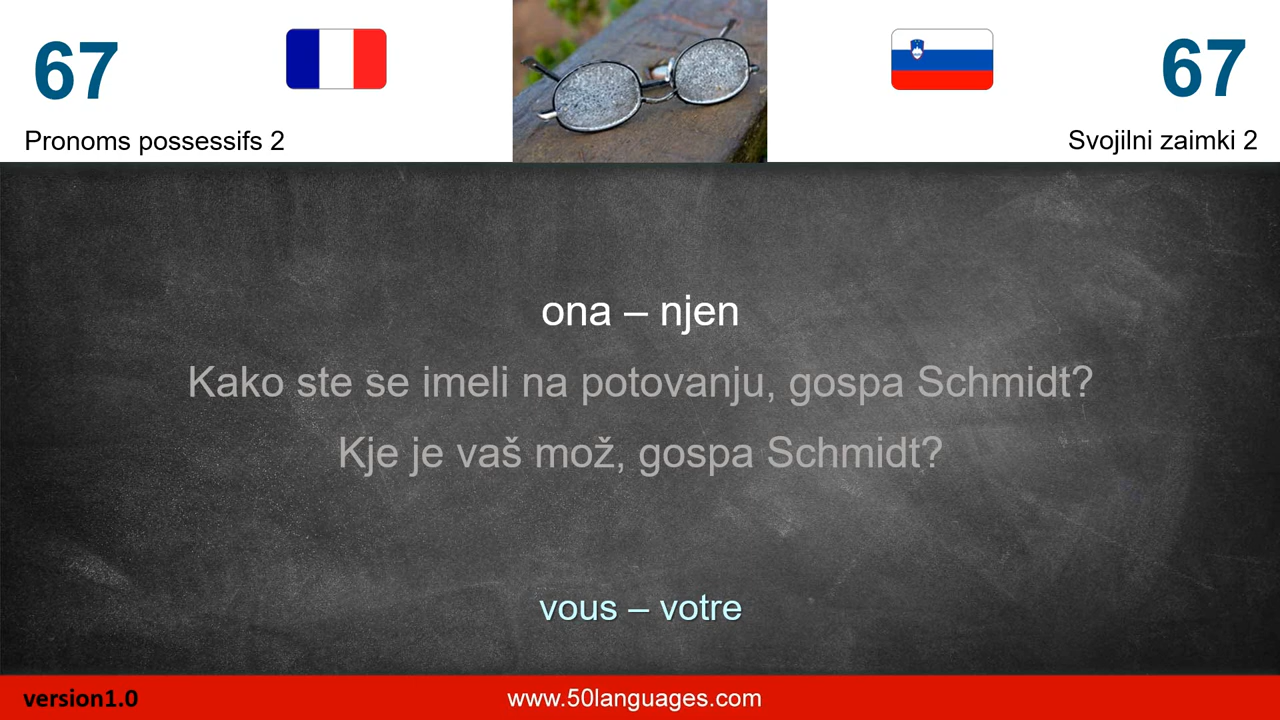 67
67
Pronoms possessifs 2
Svojilni zaimki 2
ona – njen
Kako ste se imeli na potovanju, gospa Schmidt?
Kje je vaš mož, gospa Schmidt?
vous – votre
version1.0
www.50languages.com